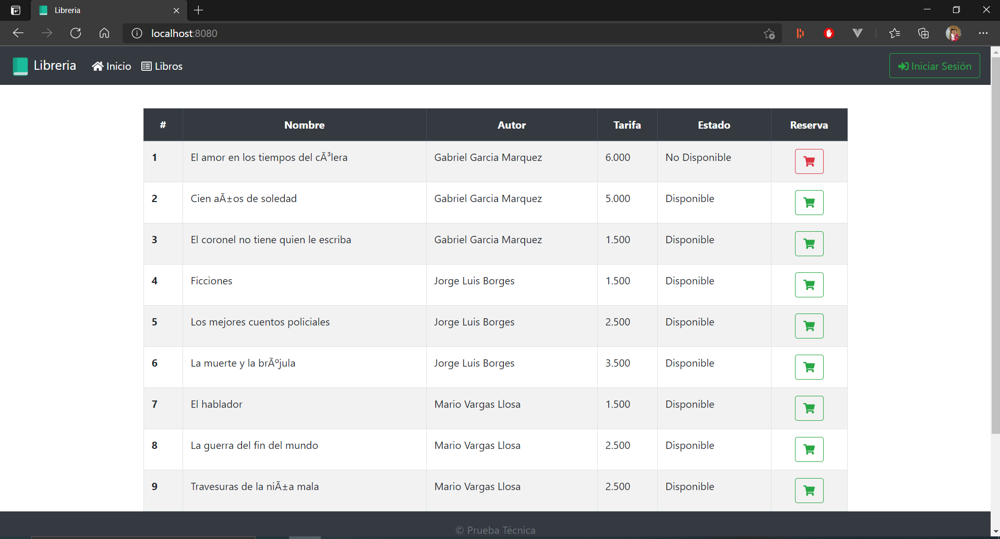 Libreria
localhost:8080
Libreria Inicio Libros Iniciar Sesión
# Nombre Autor Tarifa Estado Reserva
1 El amor en los tiempos del cÃ³lera Gabriel Garcia Marquez 6.000 No Disponible
2 Cien aÃ±os de soledad Gabriel Garcia Marquez 5.000 Disponible
3 El coronel no tiene quien le escriba Gabriel Garcia Marquez 1.500 Disponible
4 Ficciones Jorge Luis Borges 1.500 Disponible
5 Los mejores cuentos policiales Jorge Luis Borges 2.500 Disponible
6 La muerte y la brÃºjula Jorge Luis Borges 3.500 Disponible
7 El hablador Mario Vargas Llosa 1.500 Disponible
8 La guerra del fin del mundo Mario Vargas Llosa 2.500 Disponible
9 Travesuras de la niÃ±a mala Mario Vargas Llosa 2.500 Disponible
© Prueba Técnica